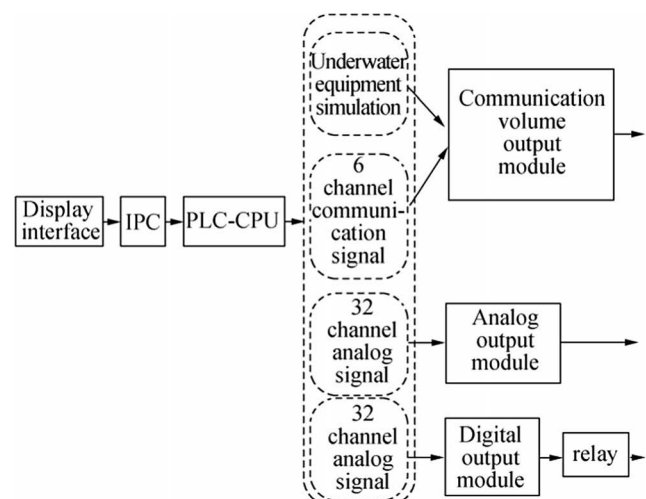 Underwater
equipment
simulation
Communication
volume
output
module
6
channel
communi-
cation
signal
Display
interface
IPC
PLC-CPU
32
channel
analog
signal
Analog
output
module
32
channel
analog
signal
Digital
output
module
relay